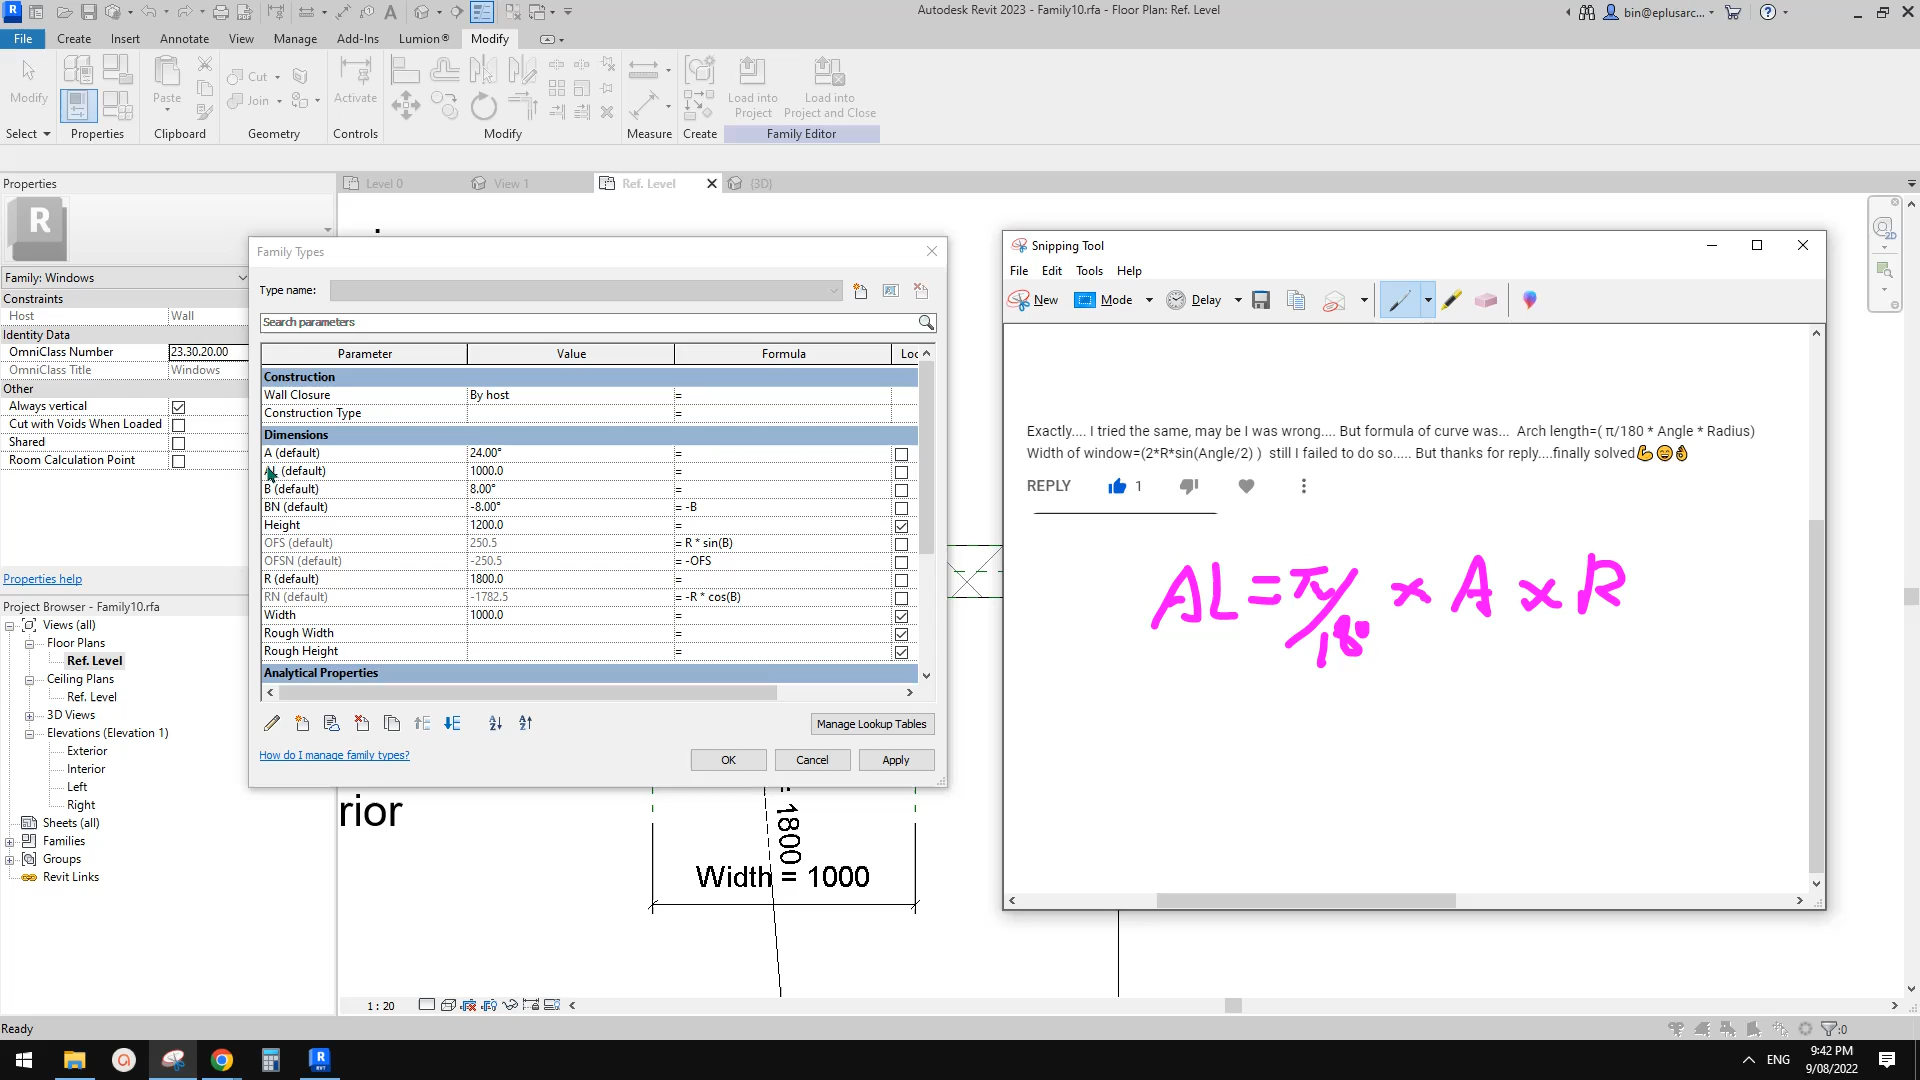 Autodesk Revit 2023 - Family10.rfa - Floor Plan: Ref. Level
bin@eplusarc...
File Create Insert Annotate View Manage Add-Ins Lumion® Modify
Modify
Paste
Cut
Join
Activate
Load into
Project
Load into
Project and Close
Select Properties Clipboard Geometry Controls Modify Measure Create Family Editor
Properties
Level 0
View 1
Ref. Level
{3D}
R
Family: Windows
Constraints
Host Wall
Identity Data
OmniClass Number 23.30.20.00
OmniClass Title Windows
Other
Always vertical
Cut with Voids When Loaded
Shared
Room Calculation Point
Properties help
Project Browser - Family10.rfa
Views (all)
Floor Plans
Ref. Level
Ceiling Plans
Ref. Level
3D Views
Elevations (Elevation 1)
Exterior
Interior
Left
Right
Sheets (all)
Families
Groups
Revit Links
Family Types
Type name:
Search parameters
Parameter Value Formula Loc
Construction
Wall Closure By host =
Construction Type =
Dimensions
A (default) 24.00° =
AL (default) 1000.0 =
B (default) 8.00° =
BN (default) -8.00° = -B
Height 1200.0 =
OFS (default) 250.5 = R * sin(B)
OFSN (default) -250.5 = -OFS
R (default) 1800.0 =
RN (default) -1782.5 = -R * cos(B)
Width 1000.0 =
Rough Width =
Rough Height =
Analytical Properties
Manage Lookup Tables
How do I manage family types?
OK Cancel Apply
rior
= 1800
Width = 1000
Snipping Tool
File Edit Tools Help
New Mode Delay
Exactly.... I tried the same, may be I was wrong.... But formula of curve was... Arch length=( π/180 * Angle * Radius)
Width of window=(2*R*sin(Angle/2) ) still I failed to do so..... But thanks for reply....finally solved💪😄👌
REPLY 1
AL=π/180 × A × R
1 : 20
Ready
:0
ENG
9:42 PM
9/08/2022